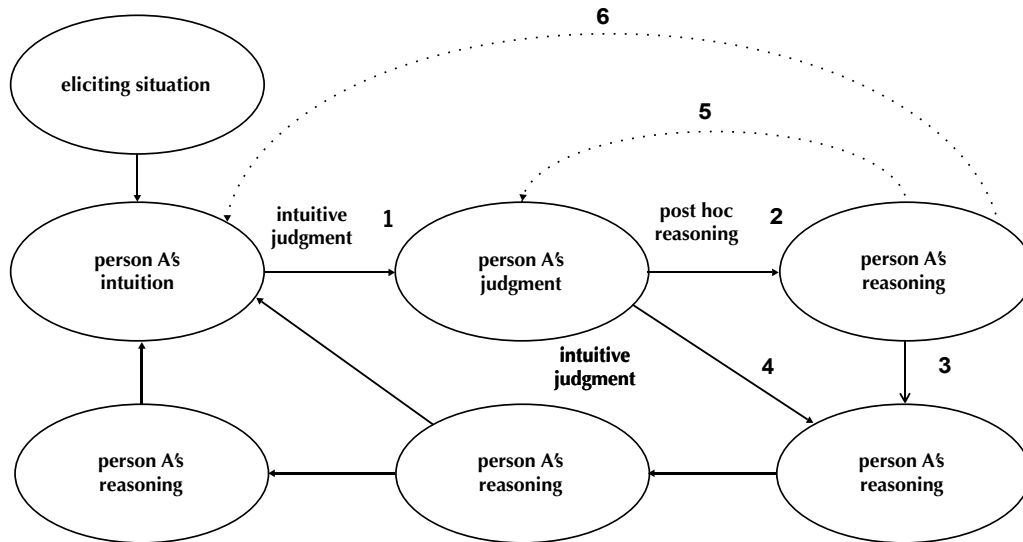 6
eliciting situation
5
intuitive
judgment
1
post hoc
reasoning
2
person A's
intuition
person A's
judgment
person A's
reasoning
intuitive
judgment
4
3
person A's
reasoning
person A's
reasoning
person A's
reasoning